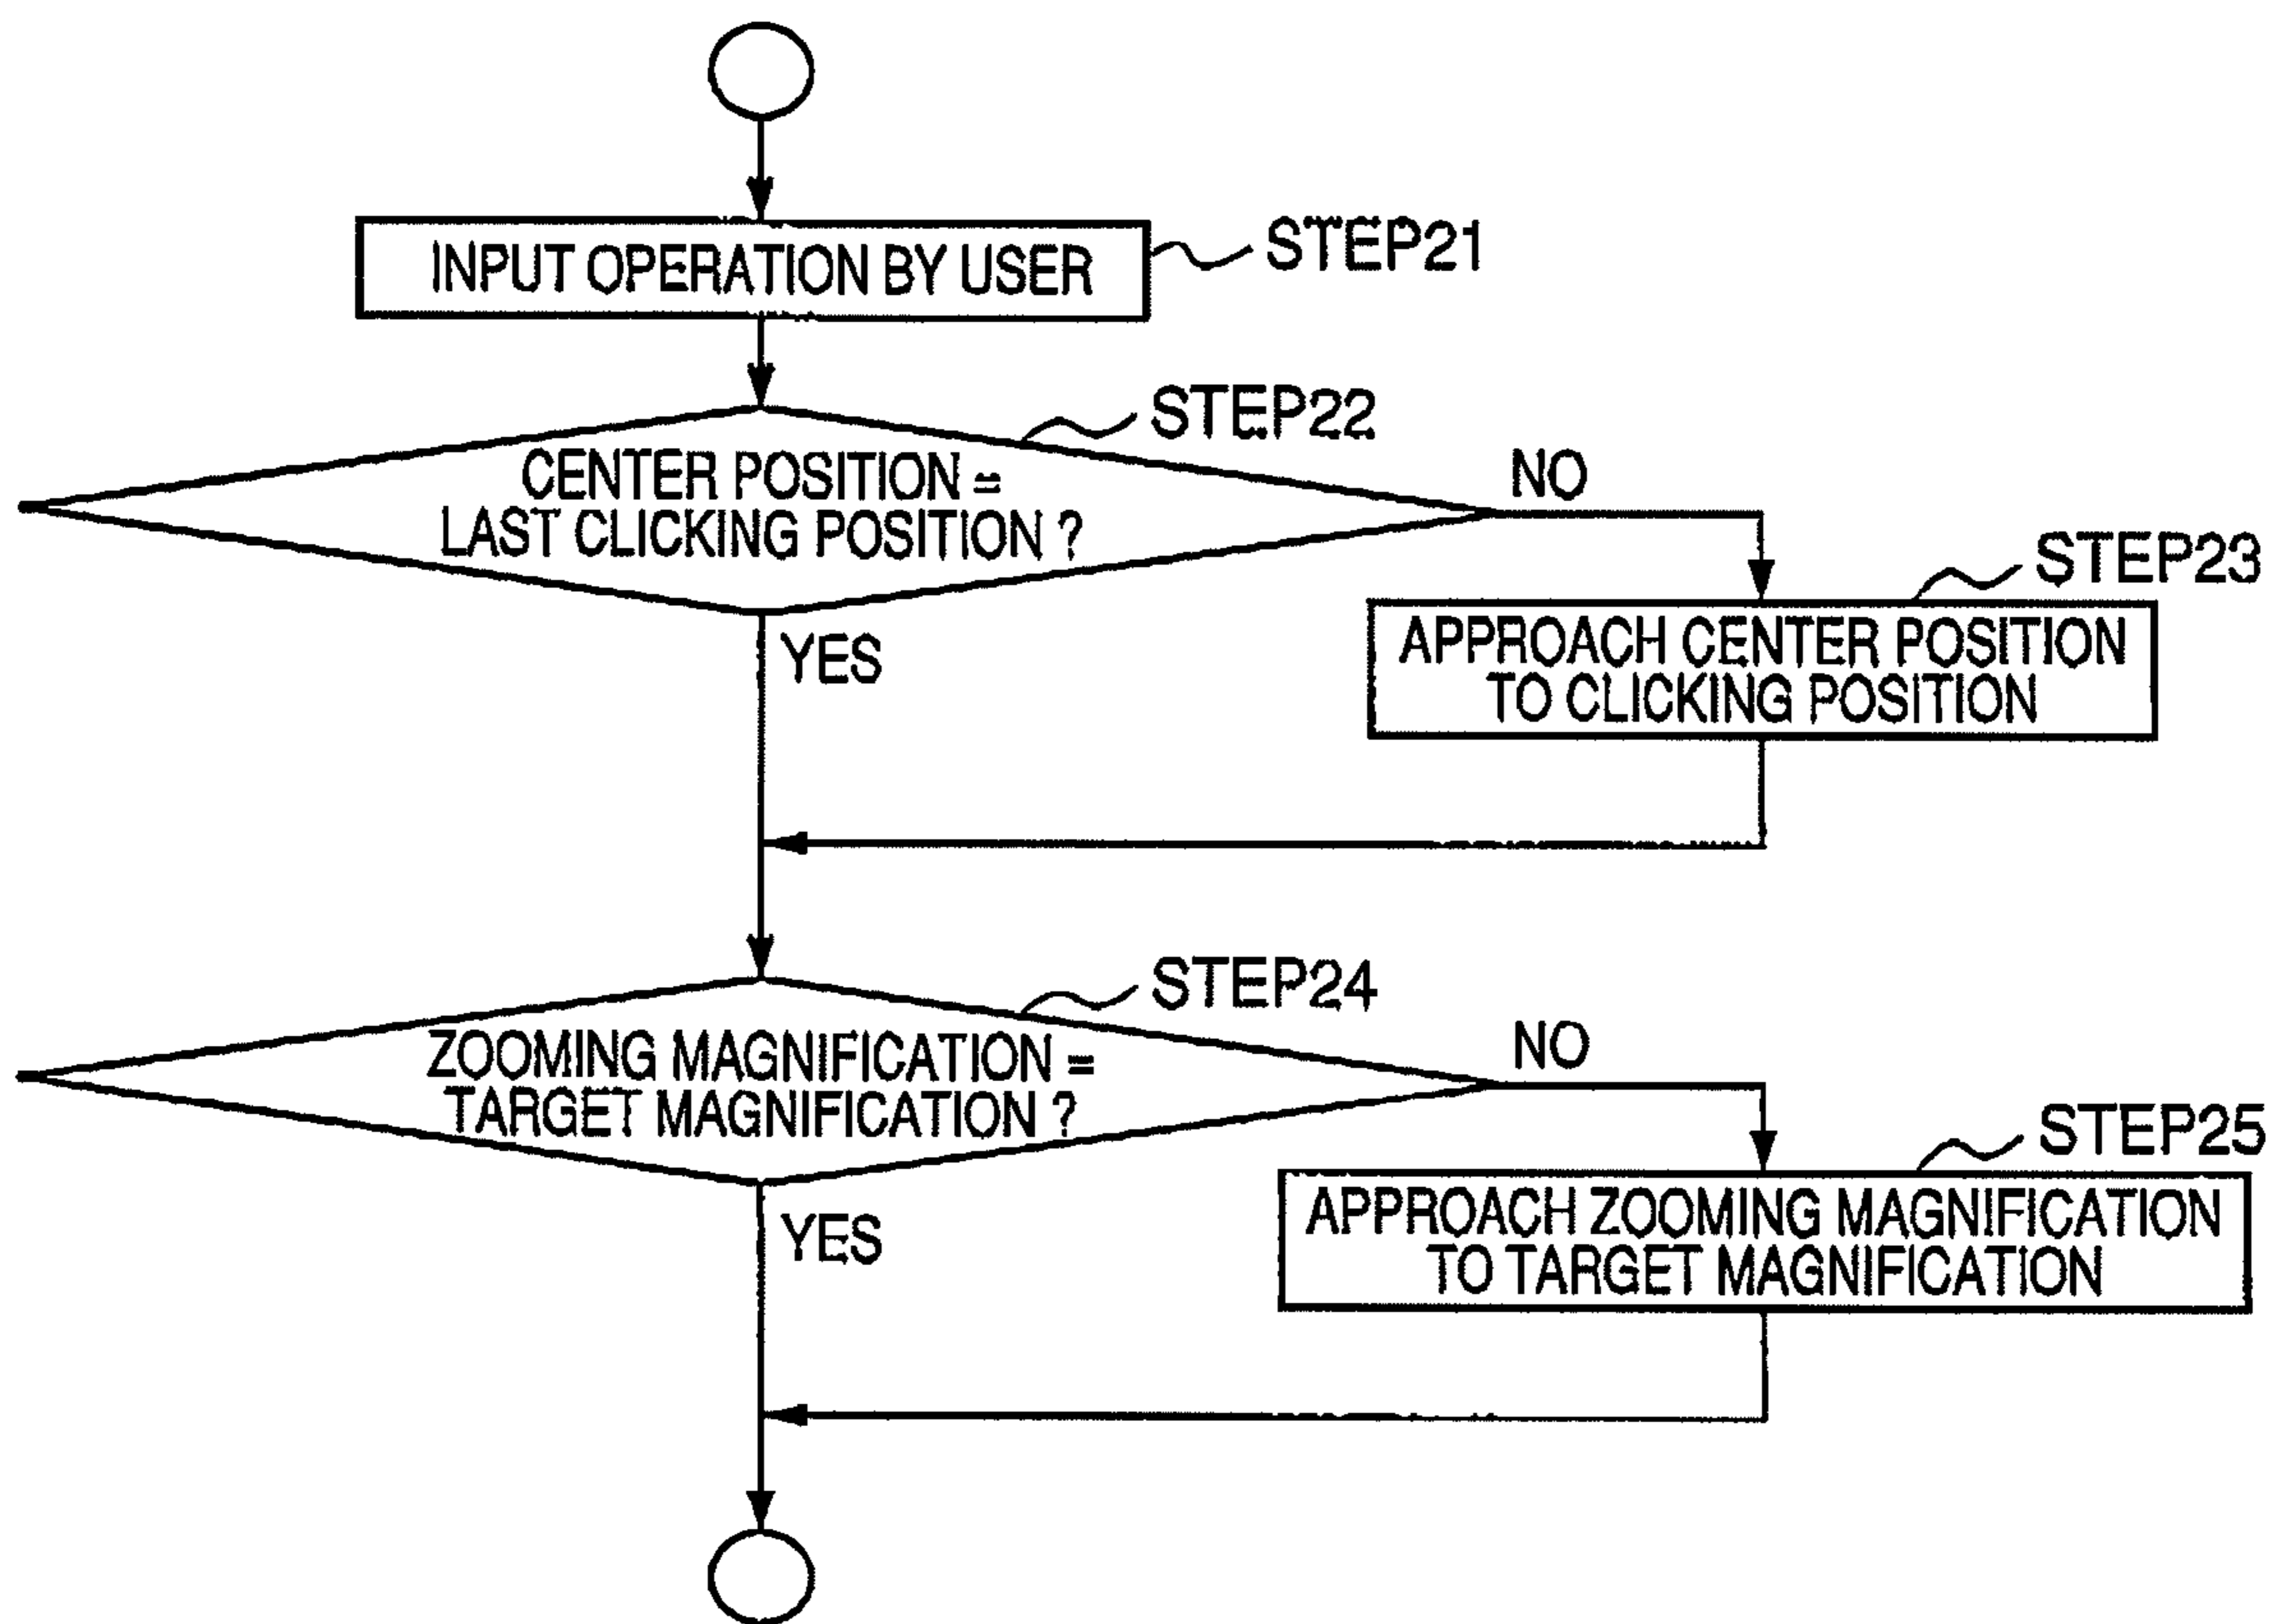 INPUT OPERATION BY USER
STEP21
STEP22
CENTER POSITION =
LAST CLICKING POSITION ?
NO
YES
STEP23
APPROACH CENTER POSITION
TO CLICKING POSITION
STEP24
ZOOMING MAGNIFICATION =
TARGET MAGNIFICATION ?
NO
YES
STEP25
APPROACH ZOOMING MAGNIFICATION
TO TARGET MAGNIFICATION